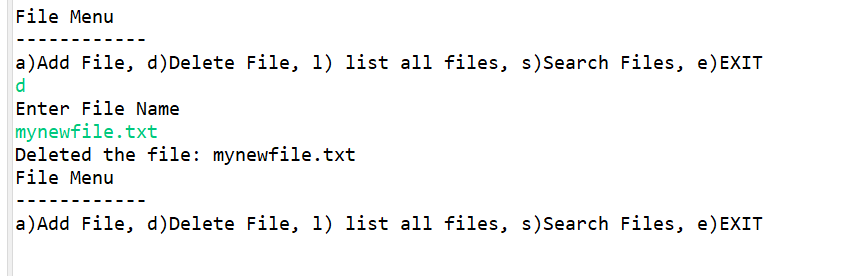 File Menu
------------
a)Add File, d)Delete File, l) list all files, s)Search Files, e)EXIT
d
Enter File Name
mynewfile.txt
Deleted the file: mynewfile.txt
File Menu
------------
a)Add File, d)Delete File, l) list all files, s)Search Files, e)EXIT